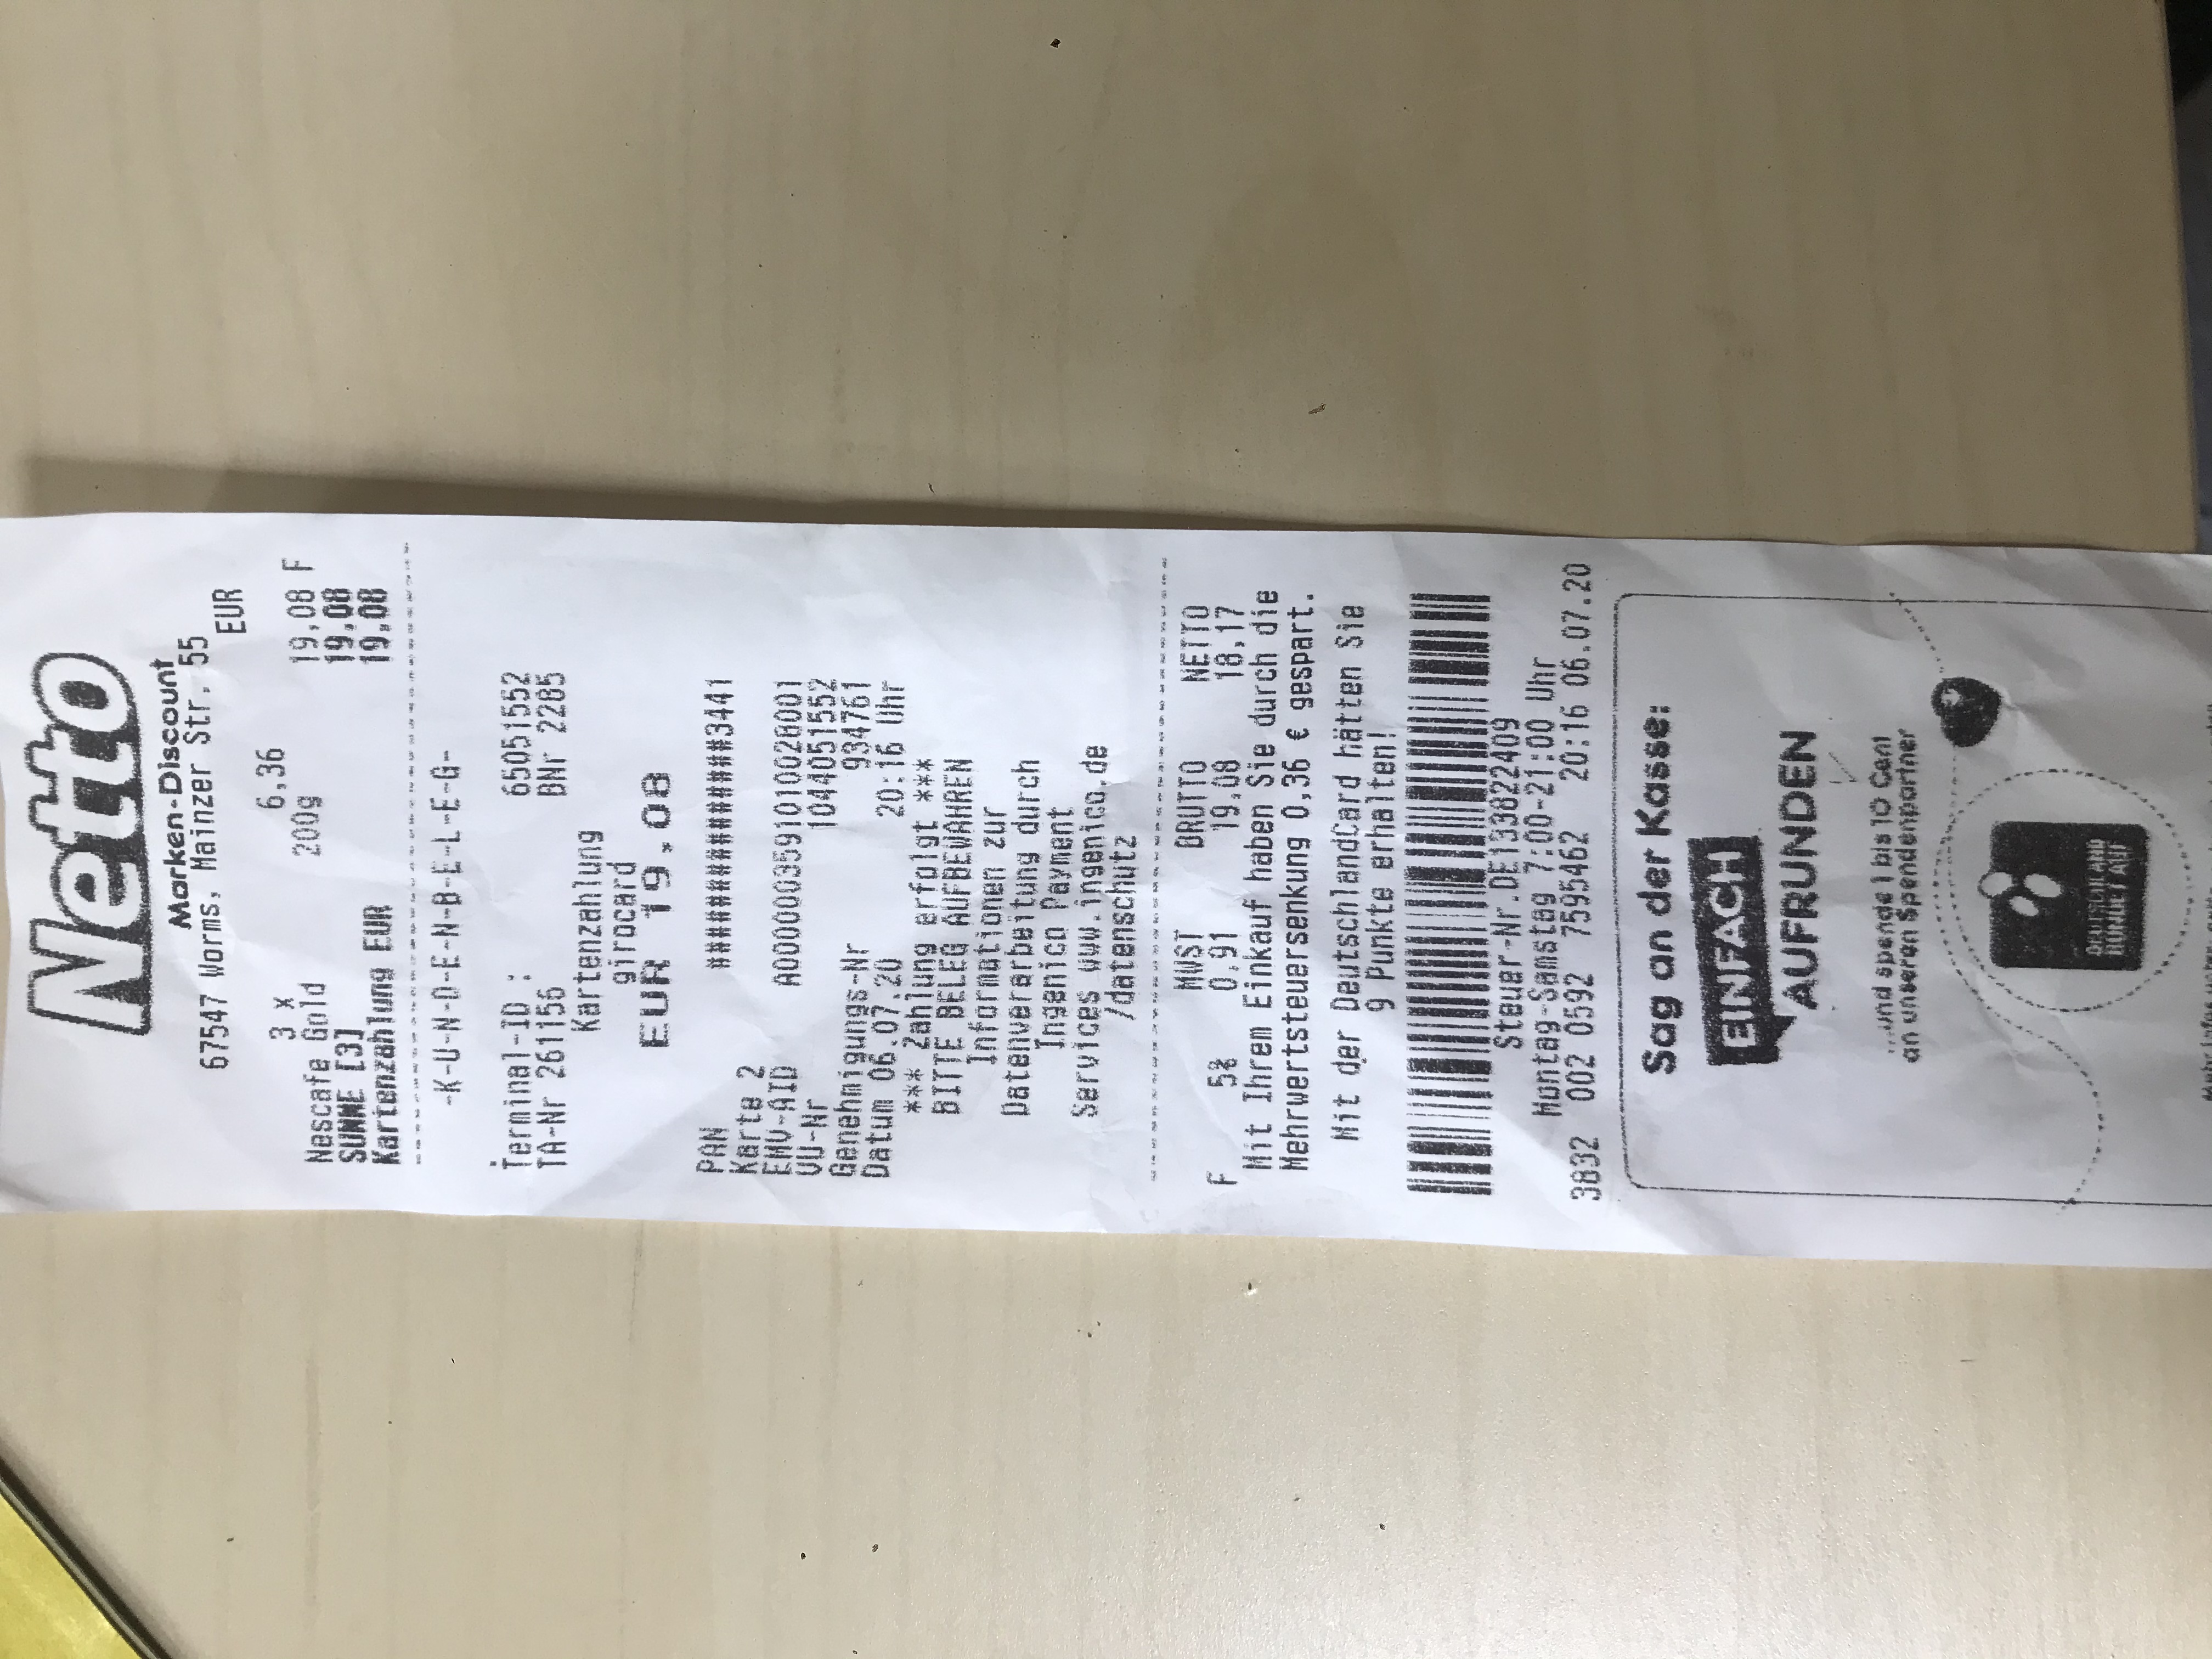 Netto
Marken-Discount
67547 Worms, Mainzer Str. 55
EUR
3 x 6,36
Nescafe Gold 200g 19,08 F
SUMME [3] 19,08
Kartenzahlung EUR 19,08
-K-U-N-D-E-N-B-E-L-E-G-
Terminal-ID : 65051552
TA-Nr 261156 BNr 2285
Kartenzahlung
girocard
EUR 19,08
PAN ###############3441
Karte 2
EMV-AID A0000003591010028001
VU-Nr 1044051552
Genehmigungs-Nr 934761
Datum 06.07.20 20:16 Uhr
*** Zahlung erfolgt ***
BITTE BELEG AUFBEWAHREN
Informationen zur
Datenverarbeitung durch
Ingenico Payment
Services www.ingenico.de
/datenschutz
MWST BRUTTO NETTO
F 5% 0,91 19,08 18,17
Mit Ihrem Einkauf haben Sie durch die
Mehrwertsteuersenkung 0,36 € gespart.
Mit der DeutschlandCard hätten Sie
9 Punkte erhalten!
Steuer-Nr.DE133822409
Montag-Samstag 7:00-21:00 Uhr
3832 002 0592 7595462 20:16 06.07.20
Sag an der Kasse:
EINFACH
AUFRUNDEN
...und spende 1 bis 10 Cent
an unseren Spendenpartner
DEUTSCHLAND
RUNDET AUF